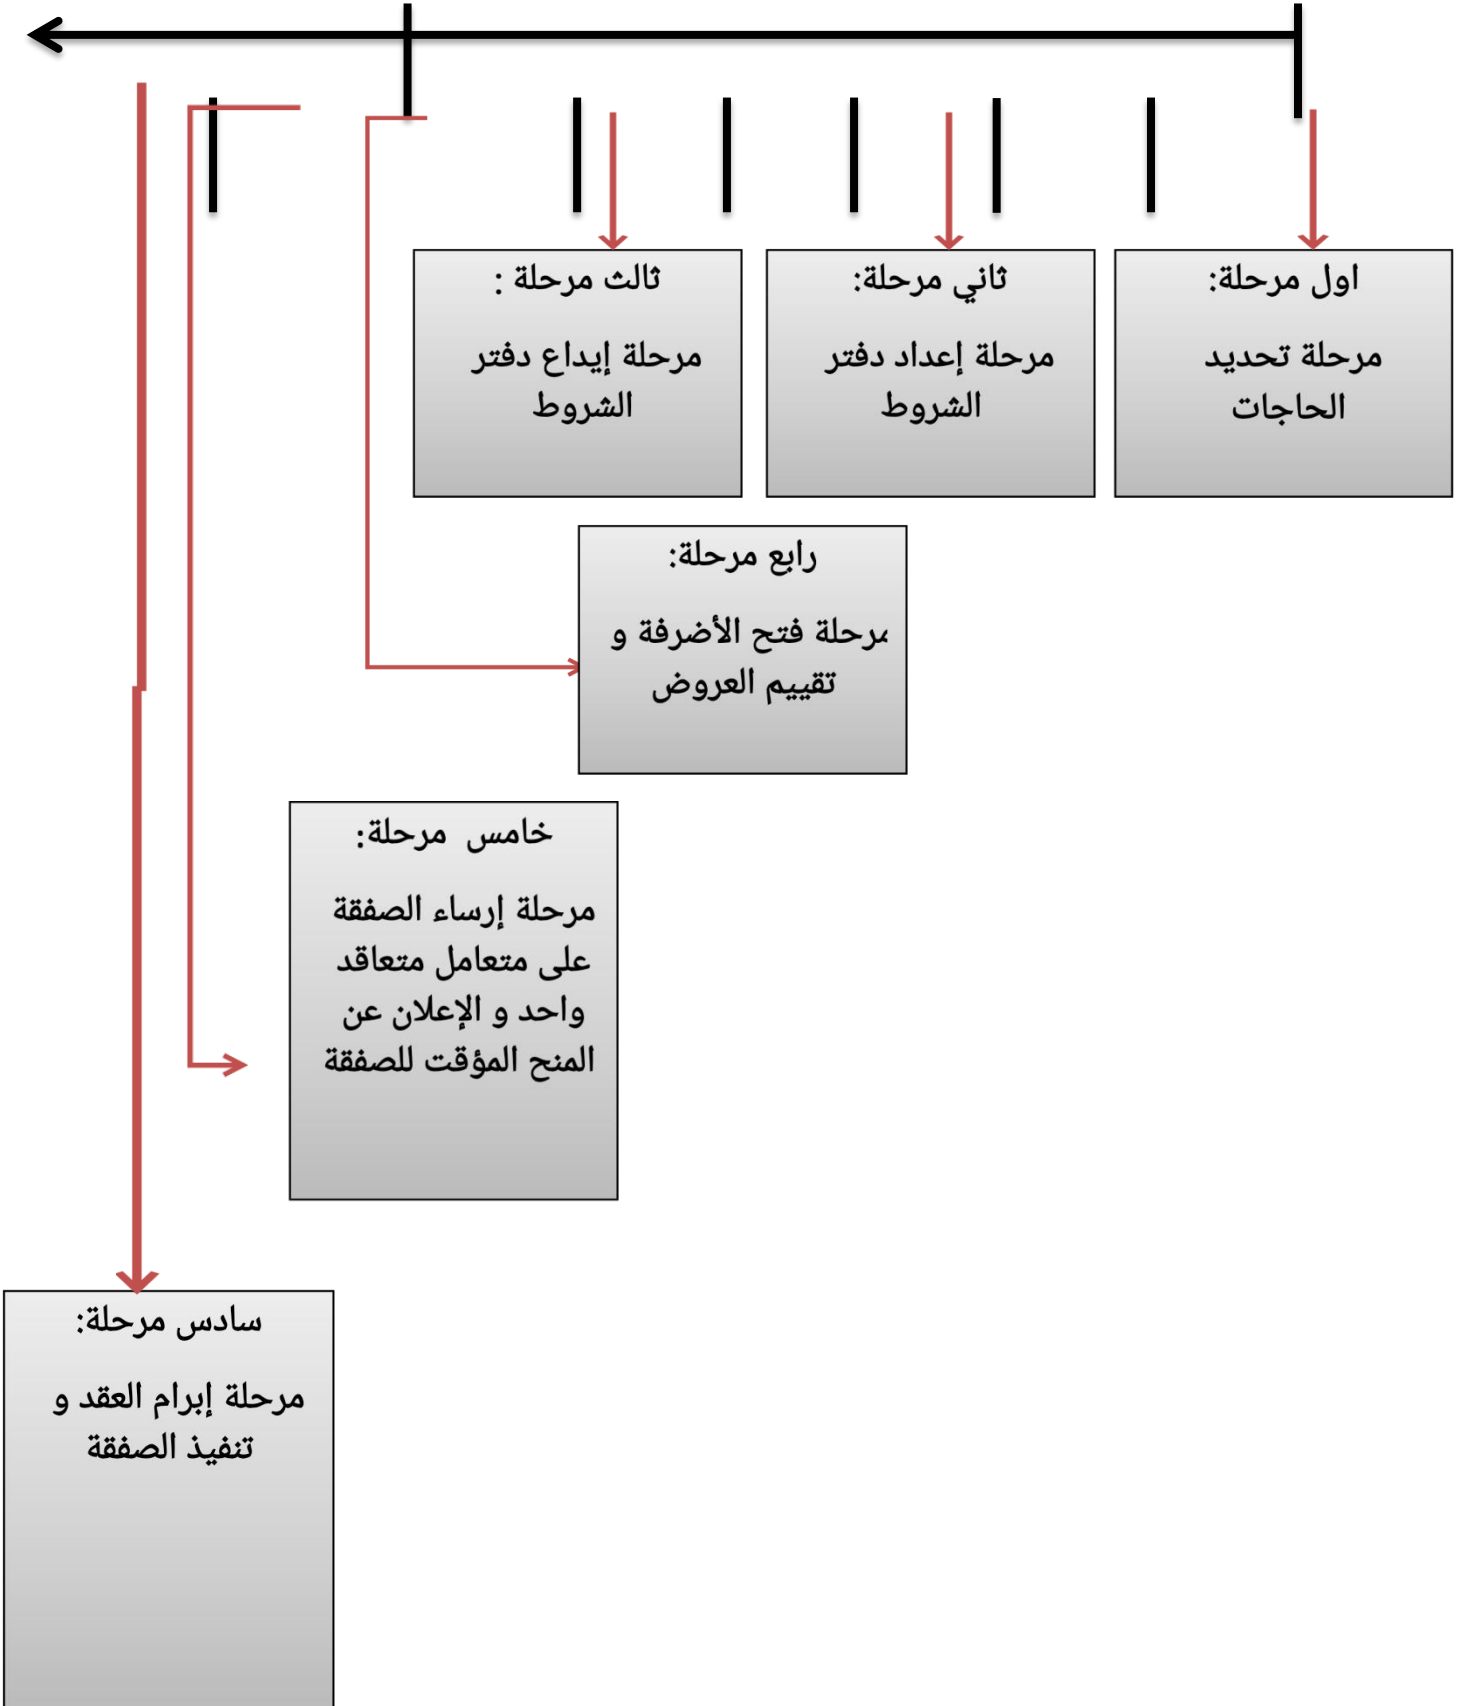 اول مرحلة:
مرحلة تحديد
الحاجات
ثاني مرحلة:
مرحلة إعداد دفتر
الشروط
ثالث مرحلة :
مرحلة إيداع دفتر
الشروط
رابع مرحلة:
مرحلة فتح الأضرفة و
تقييم العروض
خامس مرحلة:
مرحلة إرساء الصفقة
على متعامل متعاقد
واحد و الإعلان عن
المنح المؤقت للصفقة
سادس مرحلة:
مرحلة إبرام العقد و
تنفيذ الصفقة